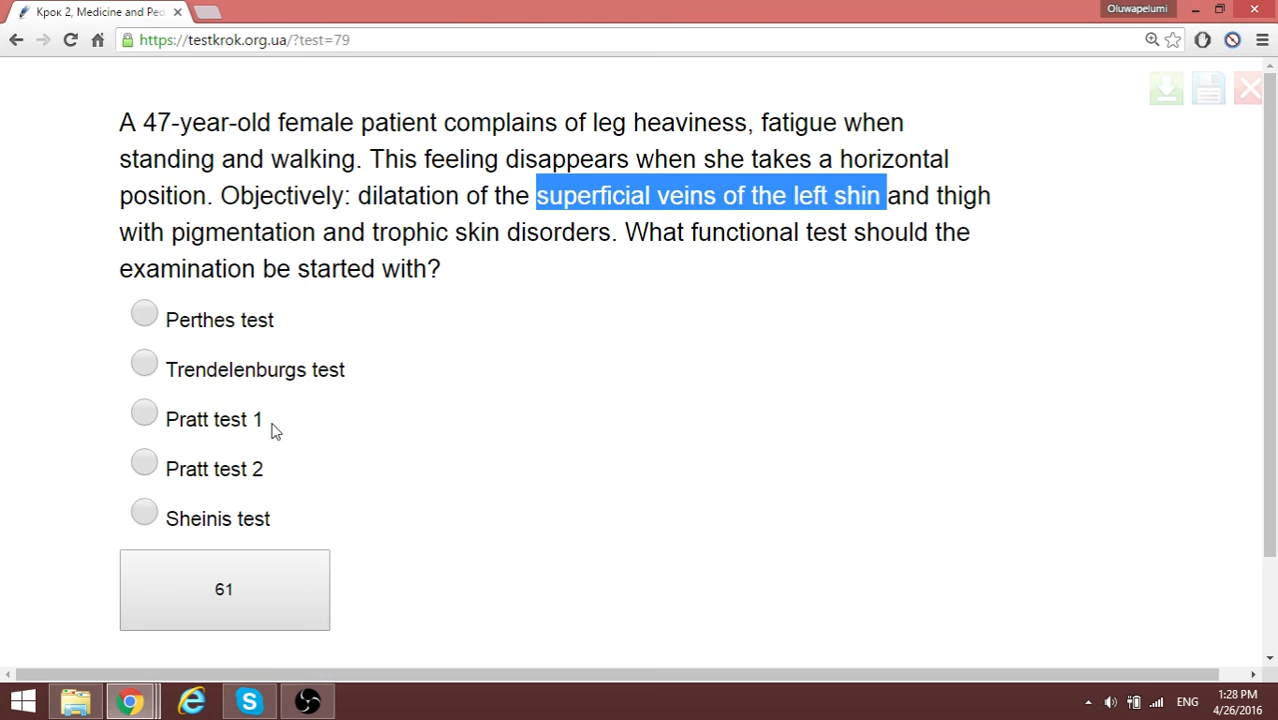 Крок 2, Medicine and Ped
Oluwapelumi
https://testkrok.org.ua/?test=79
A 47-year-old female patient complains of leg heaviness, fatigue when
standing and walking. This feeling disappears when she takes a horizontal
position. Objectively: dilatation of the superficial veins of the left shin and thigh
with pigmentation and trophic skin disorders. What functional test should the
examination be started with?
Perthes test
Trendelenburgs test
Pratt test 1
Pratt test 2
Sheinis test
61
ENG
1:28 PM
4/26/2016